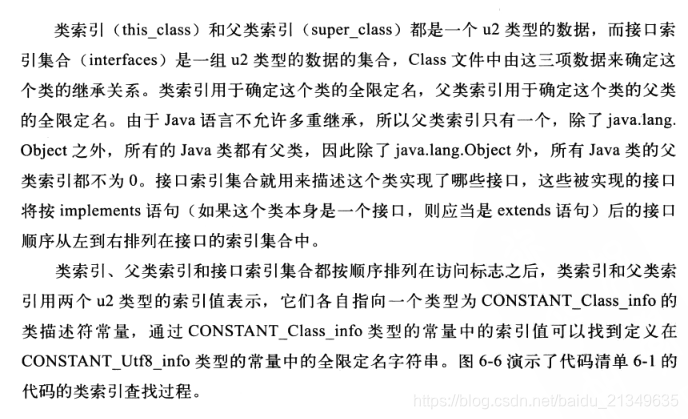 类索引（this_class）和父类索引（super_class）都是一个 u2 类型的数据，而接口索
引集合（interfaces）是一组 u2 类型的数据的集合，Class 文件中由这三项数据来确定这
个类的继承关系。类索引用于确定这个类的全限定名，父类索引用于确定这个类的父类
的全限定名。由于 Java 语言不允许多重继承，所以父类索引只有一个，除了 java.lang.
Object 之外，所有的 Java 类都有父类，因此除了 java.lang.Object 外，所有 Java 类的父
类索引都不为 0。接口索引集合就用来描述这个类实现了哪些接口，这些被实现的接口
将按 implements 语句（如果这个类本身是一个接口，则应当是 extends 语句）后的接口
顺序从左到右排列在接口的索引集合中。
类索引、父类索引和接口索引集合都按顺序排列在访问标志之后，类索引和父类索
引用两个 u2 类型的索引值表示，它们各自指向一个类型为 CONSTANT_Class_info 的
类描述符常量，通过 CONSTANT_Class_info 类型的常量中的索引值可以找到定义在
CONSTANT_Utf8_info 类型的常量中的全限定名字符串。图 6-6 演示了代码清单 6-1 的
代码的类索引查找过程。
https://blog.csdn.net/baidu_21349635